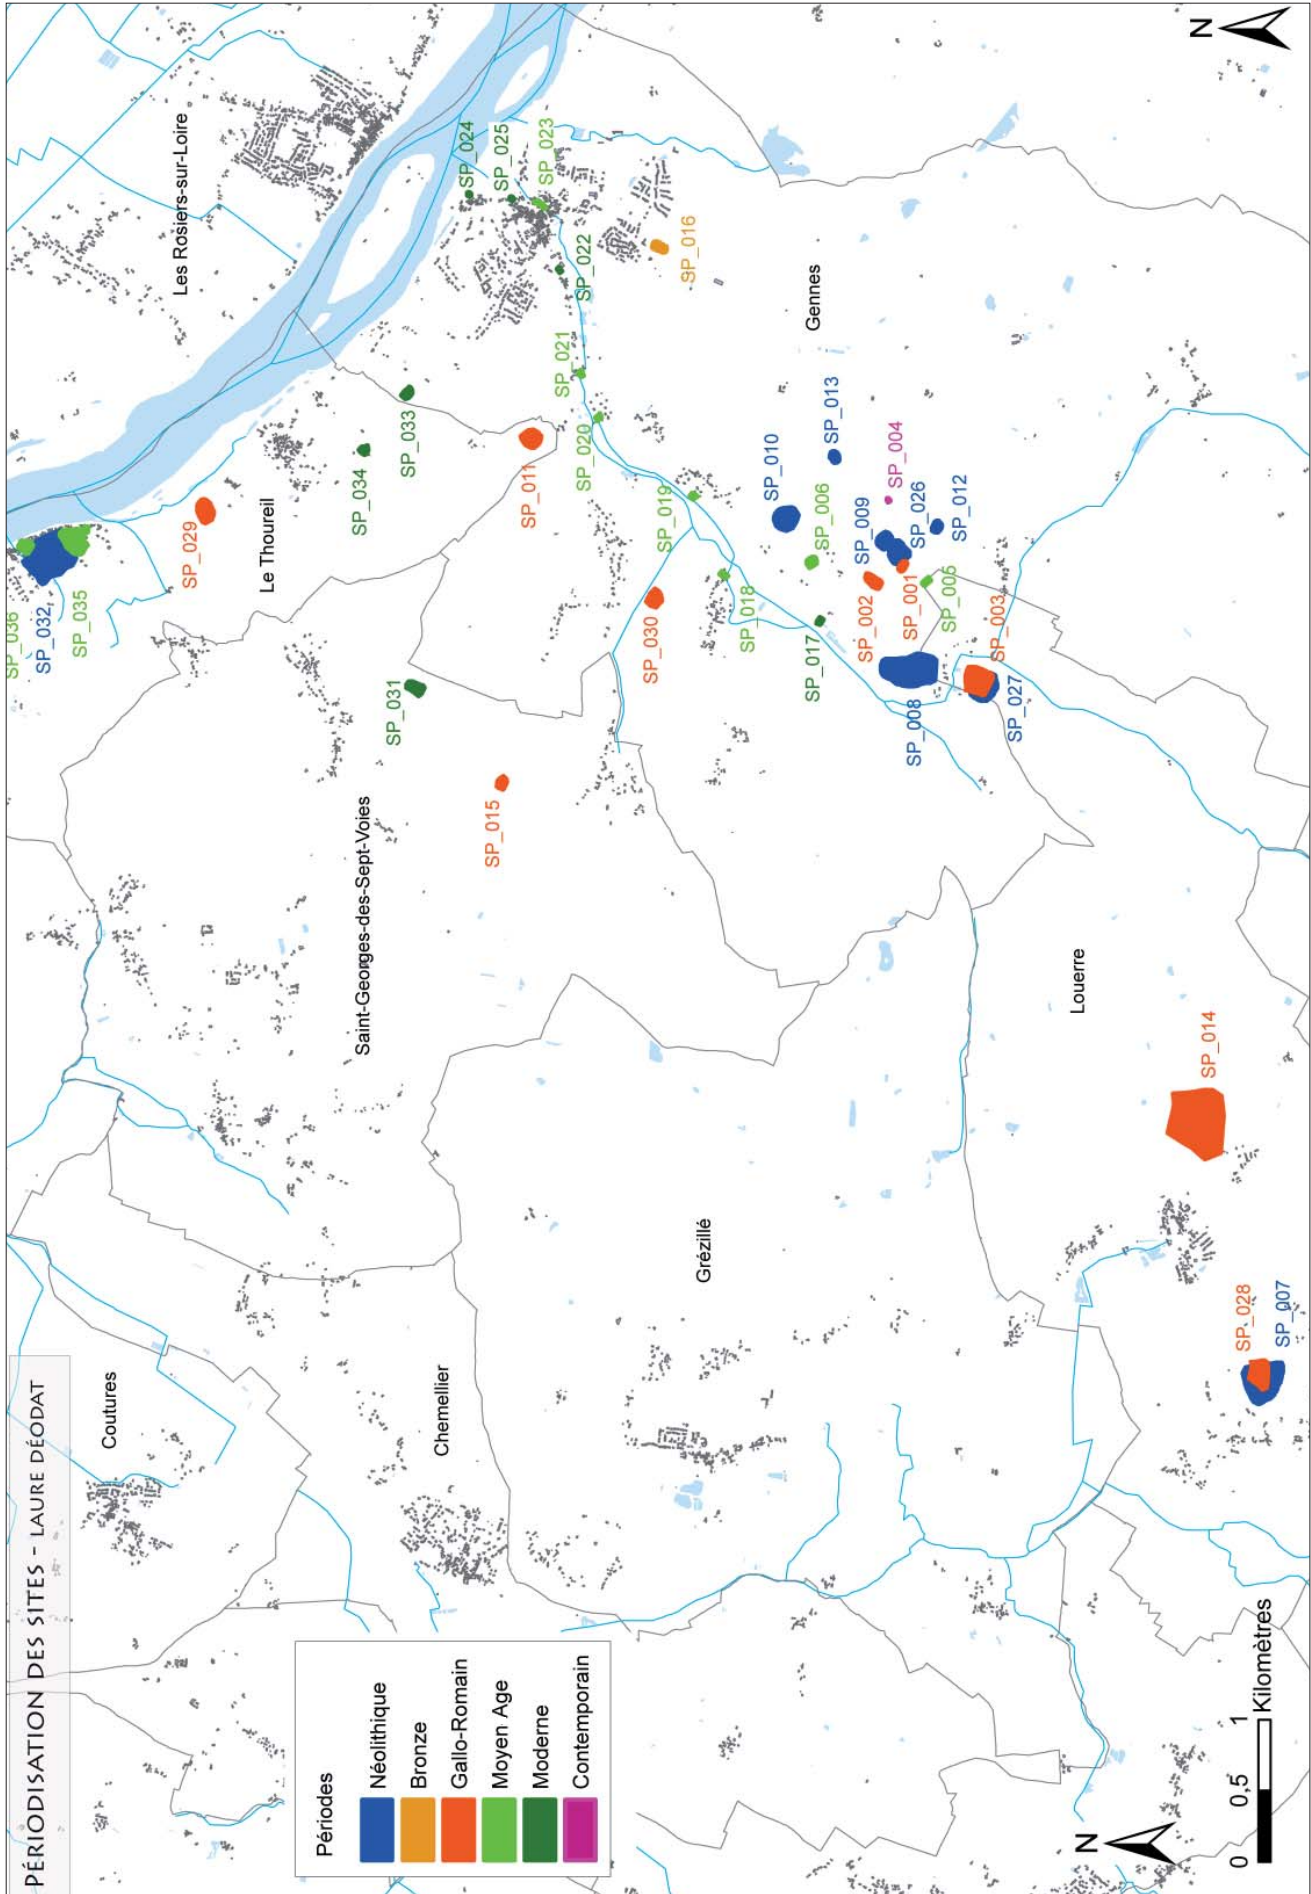 PÉRIODISATION DES SITES - LAURE DÉODAT
Coutures
Chemellier
Grézillé
Louerre
Saint-Georges-des-Sept-Voies
Le Thoureil
Les Rosiers-sur-Loire
Gennes
SP_036
SP_032
SP_035
SP_029
SP_034
SP_033
SP_031
SP_015
SP_011
SP_030
SP_024
SP_025
SP_023
SP_022
SP_016
SP_021
SP_020
SP_019
SP_018
SP_017
SP_010
SP_013
SP_006
SP_009
SP_004
SP_026
SP_012
SP_002
SP_001
SP_005
SP_003
SP_008
SP_027
SP_014
SP_028
SP_007
Périodes
Néolithique
Bronze
Gallo-Romain
Moyen Age
Moderne
Contemporain
N
N
0 0,5 1
Kilomètres